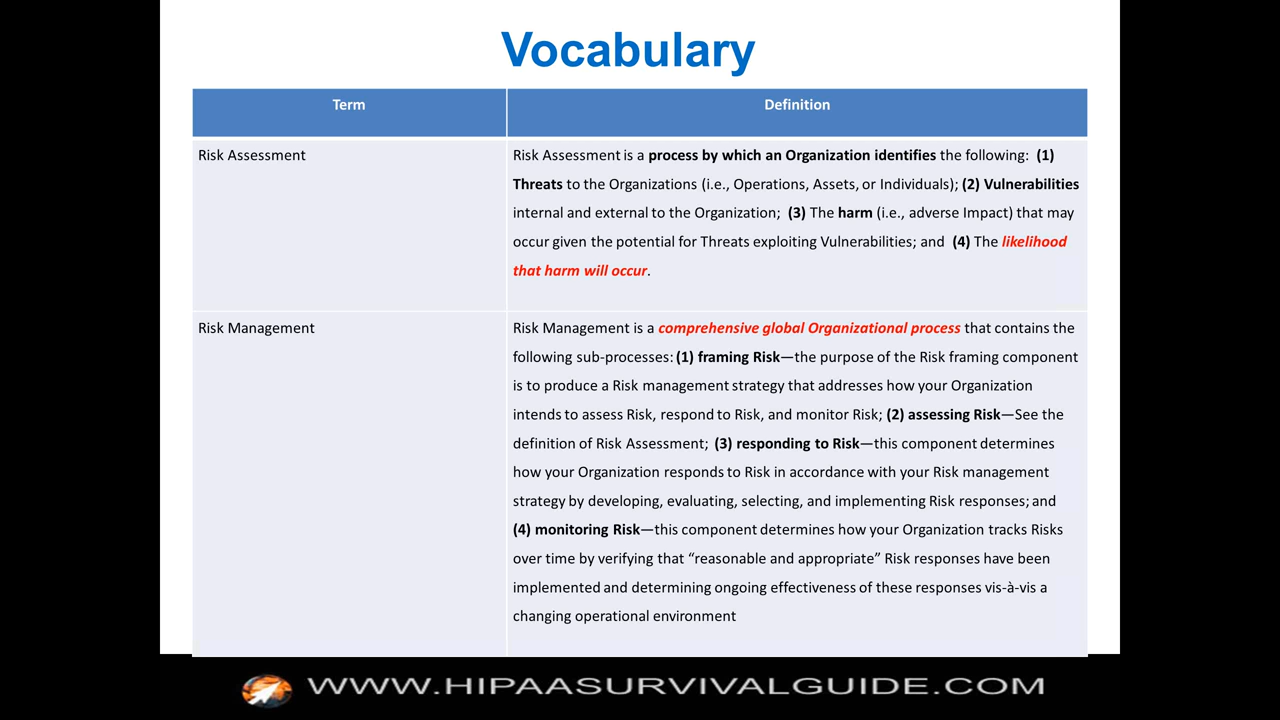 Vocabulary
Term
Definition
Risk Assessment
Risk Assessment is a process by which an Organization identifies the following: (1)
Threats to the Organizations (i.e., Operations, Assets, or Individuals); (2) Vulnerabilities
internal and external to the Organization; (3) The harm (i.e., adverse Impact) that may
occur given the potential for Threats exploiting Vulnerabilities; and (4) The likelihood
that harm will occur.
Risk Management
Risk Management is a comprehensive global Organizational process that contains the
following sub-processes: (1) framing Risk—the purpose of the Risk framing component
is to produce a Risk management strategy that addresses how your Organization
intends to assess Risk, respond to Risk, and monitor Risk; (2) assessing Risk—See the
definition of Risk Assessment; (3) responding to Risk—this component determines
how your Organization responds to Risk in accordance with your Risk management
strategy by developing, evaluating, selecting, and implementing Risk responses; and
(4) monitoring Risk—this component determines how your Organization tracks Risks
over time by verifying that “reasonable and appropriate” Risk responses have been
implemented and determining ongoing effectiveness of these responses vis-à-vis a
changing operational environment
WWW.HIPAASURVIVALGUIDE.COM